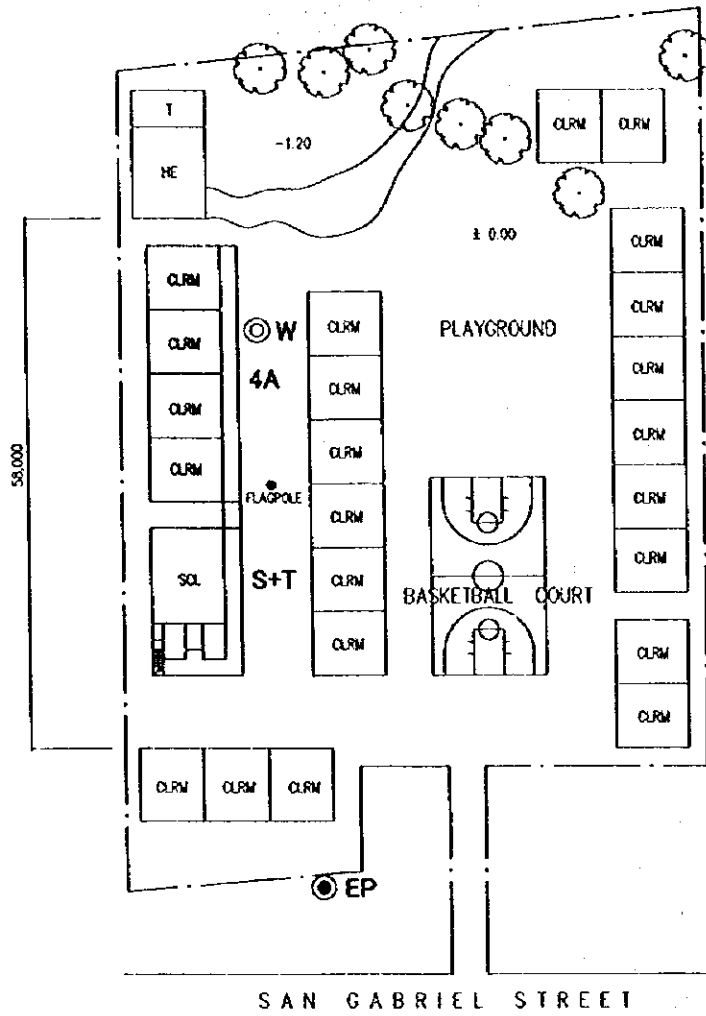 T
HE
-1.20
CLRM CLRM
± 0.00
CLRM
CLRM
CLRM
CLRM
CLRM
CLRM
CLRM
CLRM
CLRM
CLRM
W
4A
FLAGPOLE
58.000
SCL
S+T
CLRM
CLRM
CLRM
CLRM
CLRM
CLRM
PLAYGROUND
BASKETBALL COURT
CLRM
CLRM
CLRM CLRM CLRM
EP
SAN GABRIEL STREET